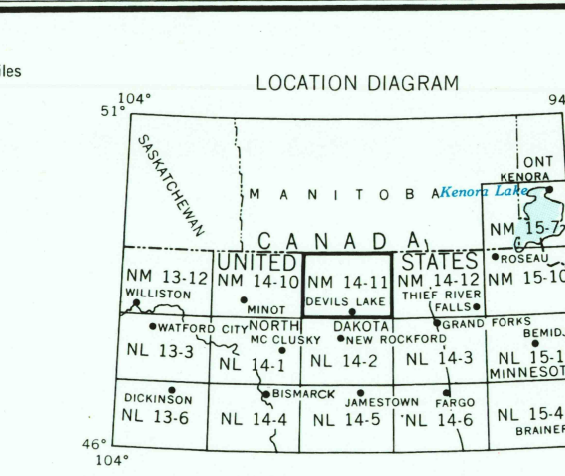 iles
LOCATION DIAGRAM
104°
94
51°
SASKATCHEWAN
ONT
KENORA
MANITOBA
Kenora Lake
NM 15-7
CANADA
UNITED
STATES
ROSEAU
NM 13-12
NM 14-10
NM 14-11
NM 14-12
NM 15-10
WILLISTON
DEVILS LAKE
THIEF RIVER
FALLS
MINOT
WATFORD CITY
NORTH
DAKOTA
GRAND FORKS
MC CLUSKY
NEW ROCKFORD
BEMIDJ
NL 13-3
NL 14-1
NL 14-2
NL 14-3
NL 15-1
MINNESOT
DICKINSON
BISMARCK
JAMESTOWN
FARGO
NL 13-6
NL 14-4
NL 14-5
NL 14-6
NL 15-4
BRAINER
46°
104°